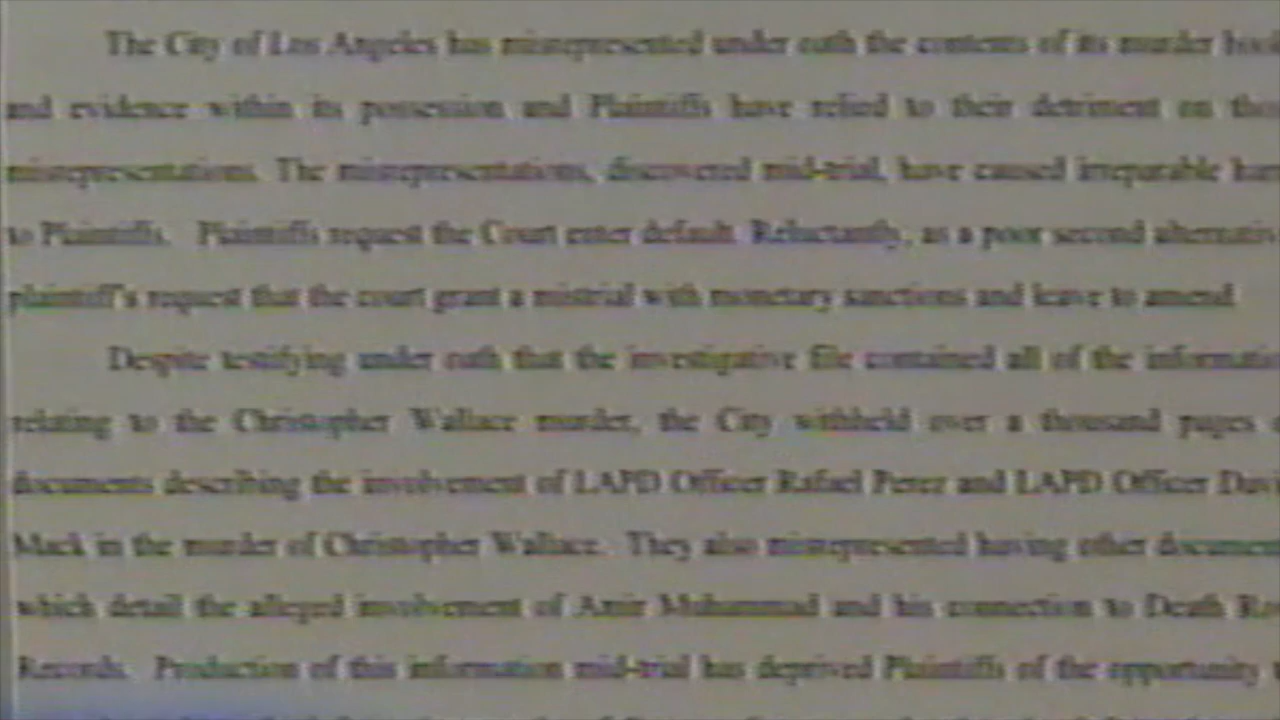 The City of Los Angeles has misrepresented under oath the contents of its murder book
and evidence within its possession and Plaintiffs have relied to their detriment on thos
misrepresentations. The misrepresentations, discovered mid-trial, have caused irreparable harm
to Plaintiffs. Plaintiffs request the Court enter default. Reluctantly, as a poor second alternative
plaintiff's request that the court grant a mistrial with monetary sanctions and leave to amend.
Despite testifying under oath that the investigative file contained all of the informatio
relating to the Christopher Wallace murder, the City withheld over a thousand pages o
documents describing the involvement of LAPD Officer Rafael Perez and LAPD Officer Davi
Mack in the murder of Christopher Wallace. They also misrepresented having other document
which detail the alleged involvement of Amir Muhammad and his connection to Death Ro
Records. Production of this information mid-trial has deprived Plaintiffs of the opportunity t